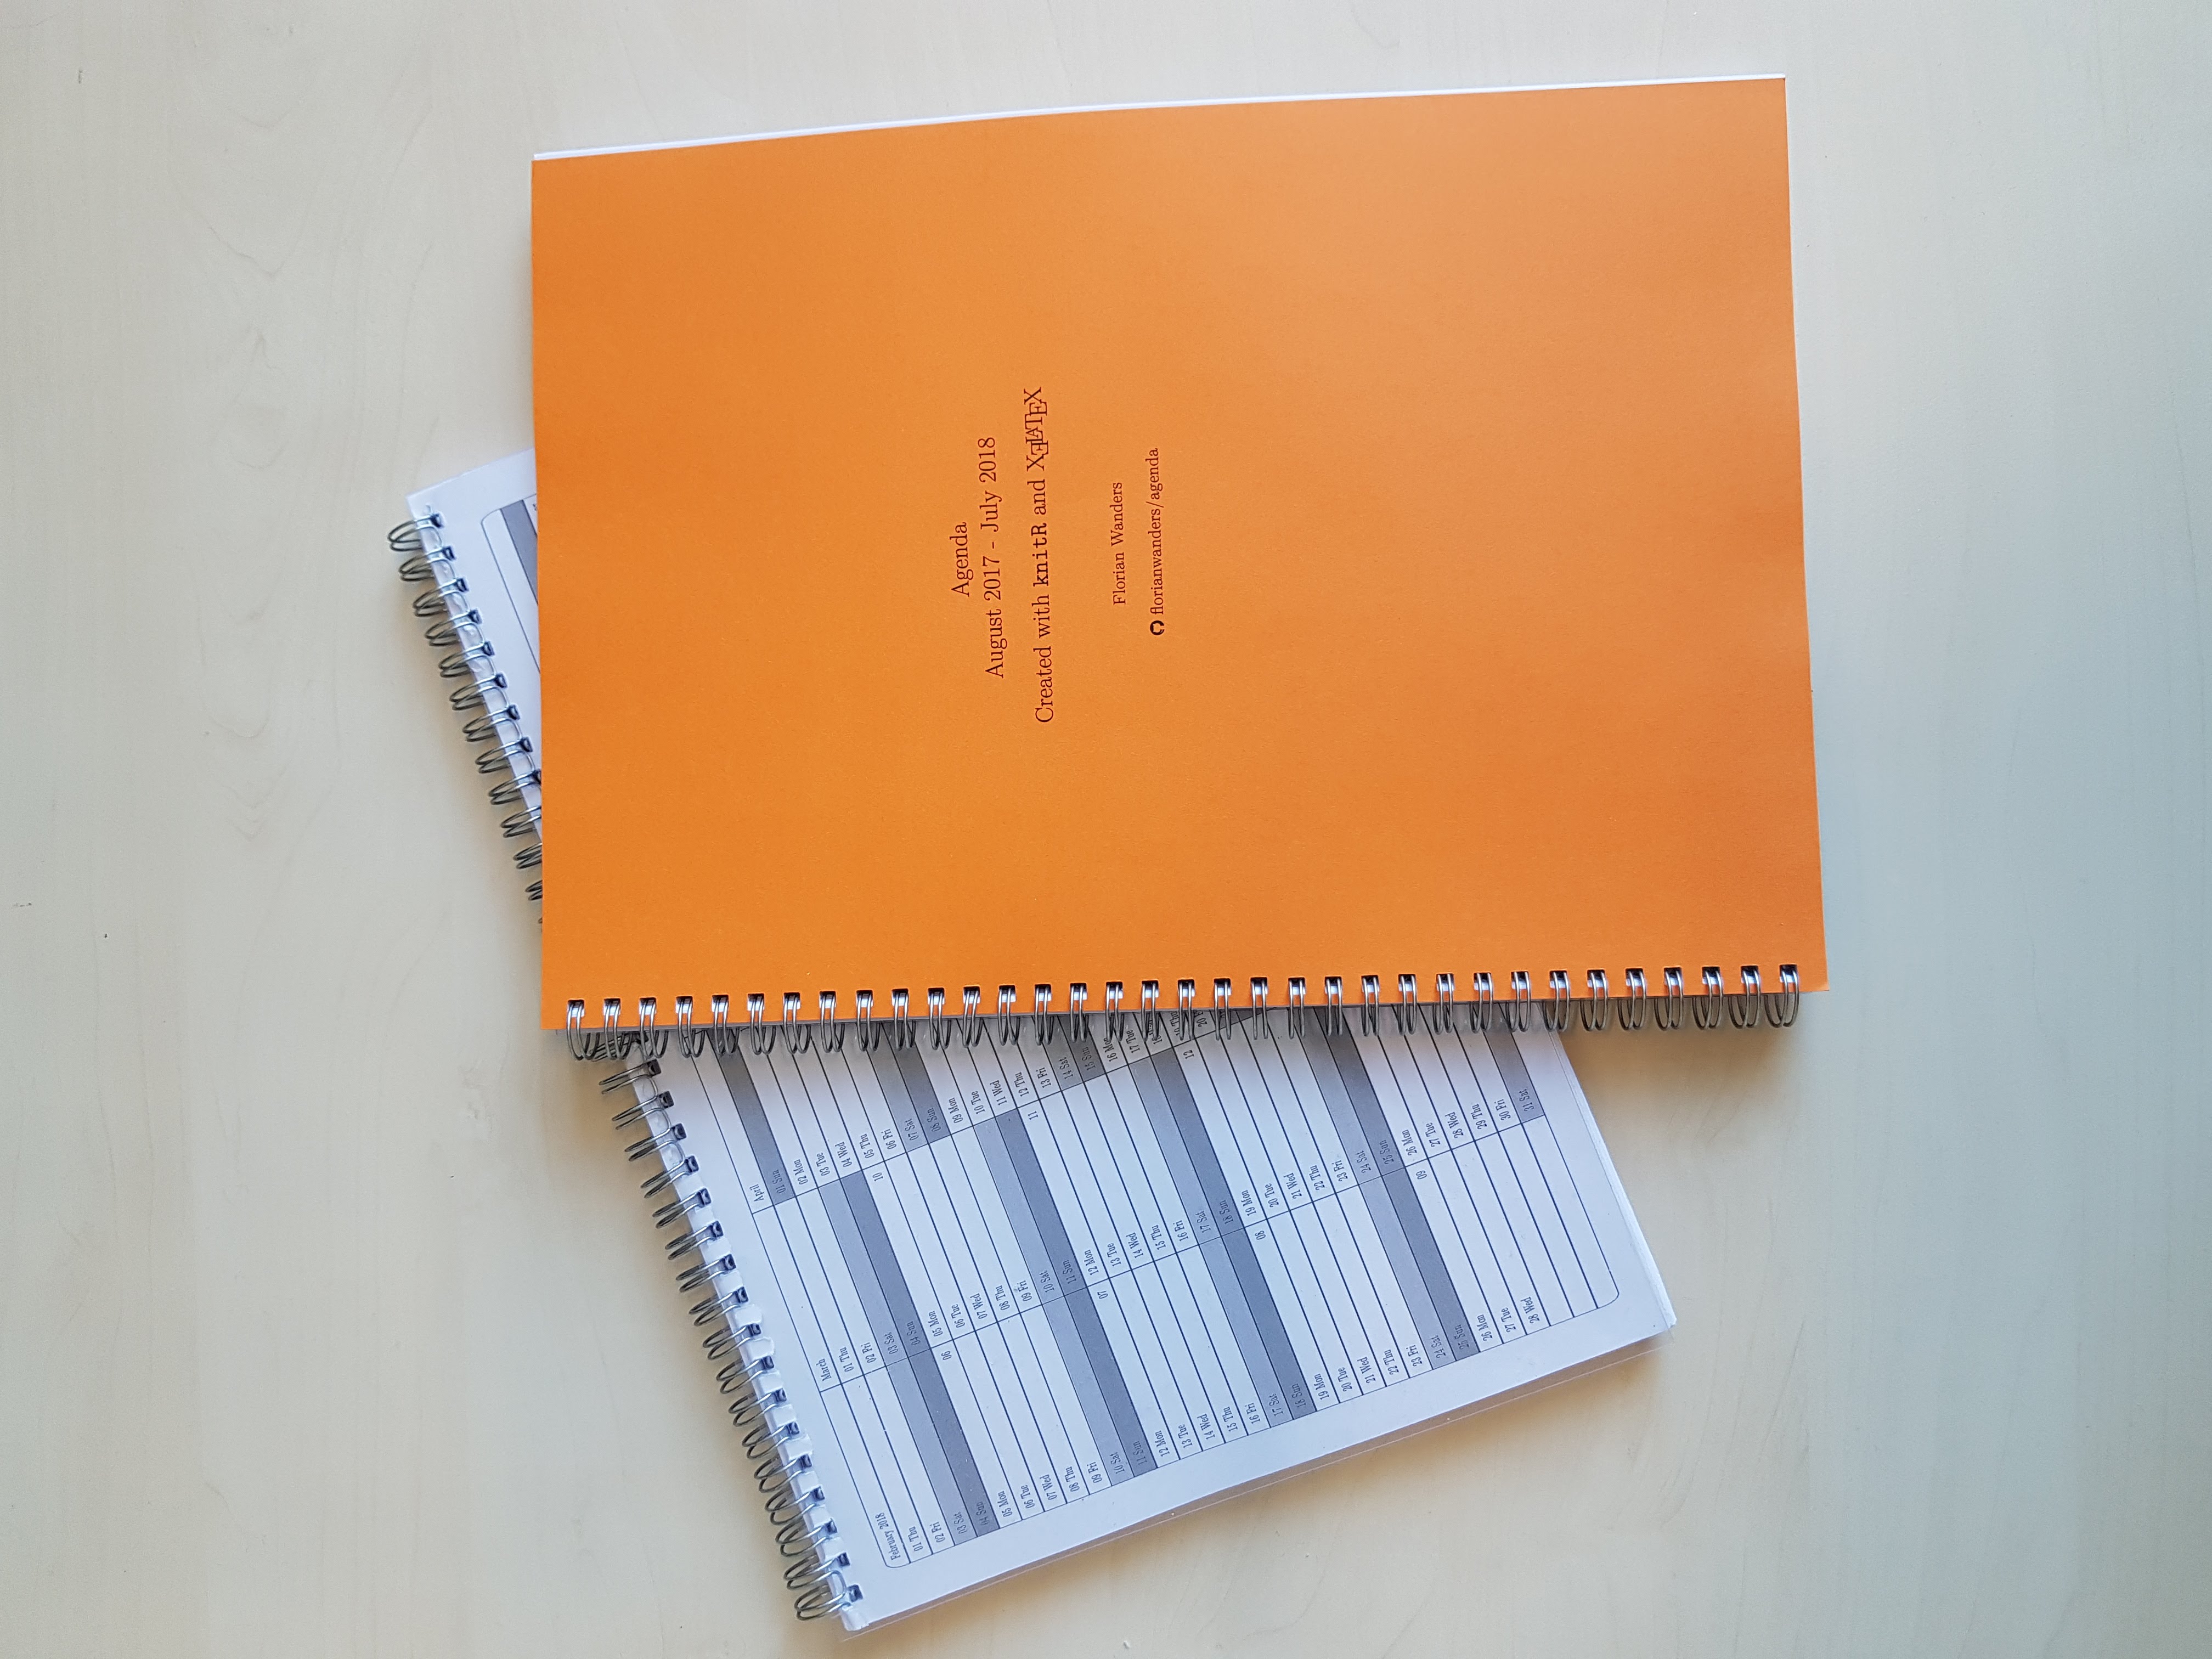 Agenda
August 2017 - July 2018
Created with knitR and XƎLATEX
Florian Wanders
florianwanders/agenda
February 2018
01 Thu
02 Fri
03 Sat
04 Sun
06
05 Mon
06 Tue
07 Wed
08 Thu
09 Fri
10 Sat
11 Sun
07
12 Mon
13 Tue
14 Wed
15 Thu
16 Fri
17 Sat
18 Sun
08
19 Mon
20 Tue
21 Wed
22 Thu
23 Fri
24 Sat
25 Sun
09
26 Mon
27 Tue
28 Wed
March
01 Thu
02 Fri
03 Sat
04 Sun
10
05 Mon
06 Tue
07 Wed
08 Thu
09 Fri
10 Sat
11 Sun
11
12 Mon
13 Tue
14 Wed
15 Thu
16 Fri
17 Sat
18 Sun
12
19 Mon
20 Tue
21 Wed
22 Thu
23 Fri
24 Sat
25 Sun
26 Mon
27 Tue
28 Wed
29 Thu
30 Fri
31 Sat
April
01 Sun
02 Mon
03 Tue
04 Wed
05 Thu
06 Fri
07 Sat
08 Sun
09 Mon
10 Tue
11 Wed
12 Thu
13 Fri
14 Sat
15 Sun
16 Mon
17 Tue
19 Thu
20